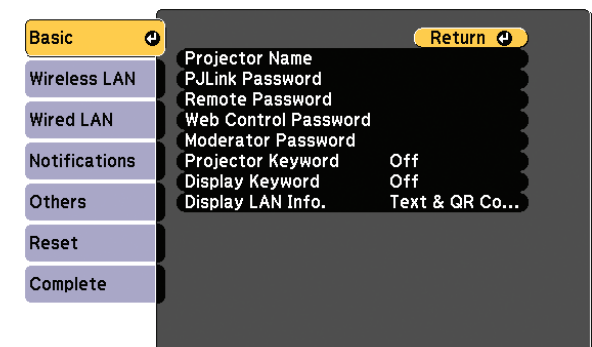 Basic
Wireless LAN
Wired LAN
Notifications
Others
Reset
Complete
Return
Projector Name
PJLink Password
Remote Password
Web Control Password
Moderator Password
Projector Keyword Off
Display Keyword Off
Display LAN Info. Text & QR Co...